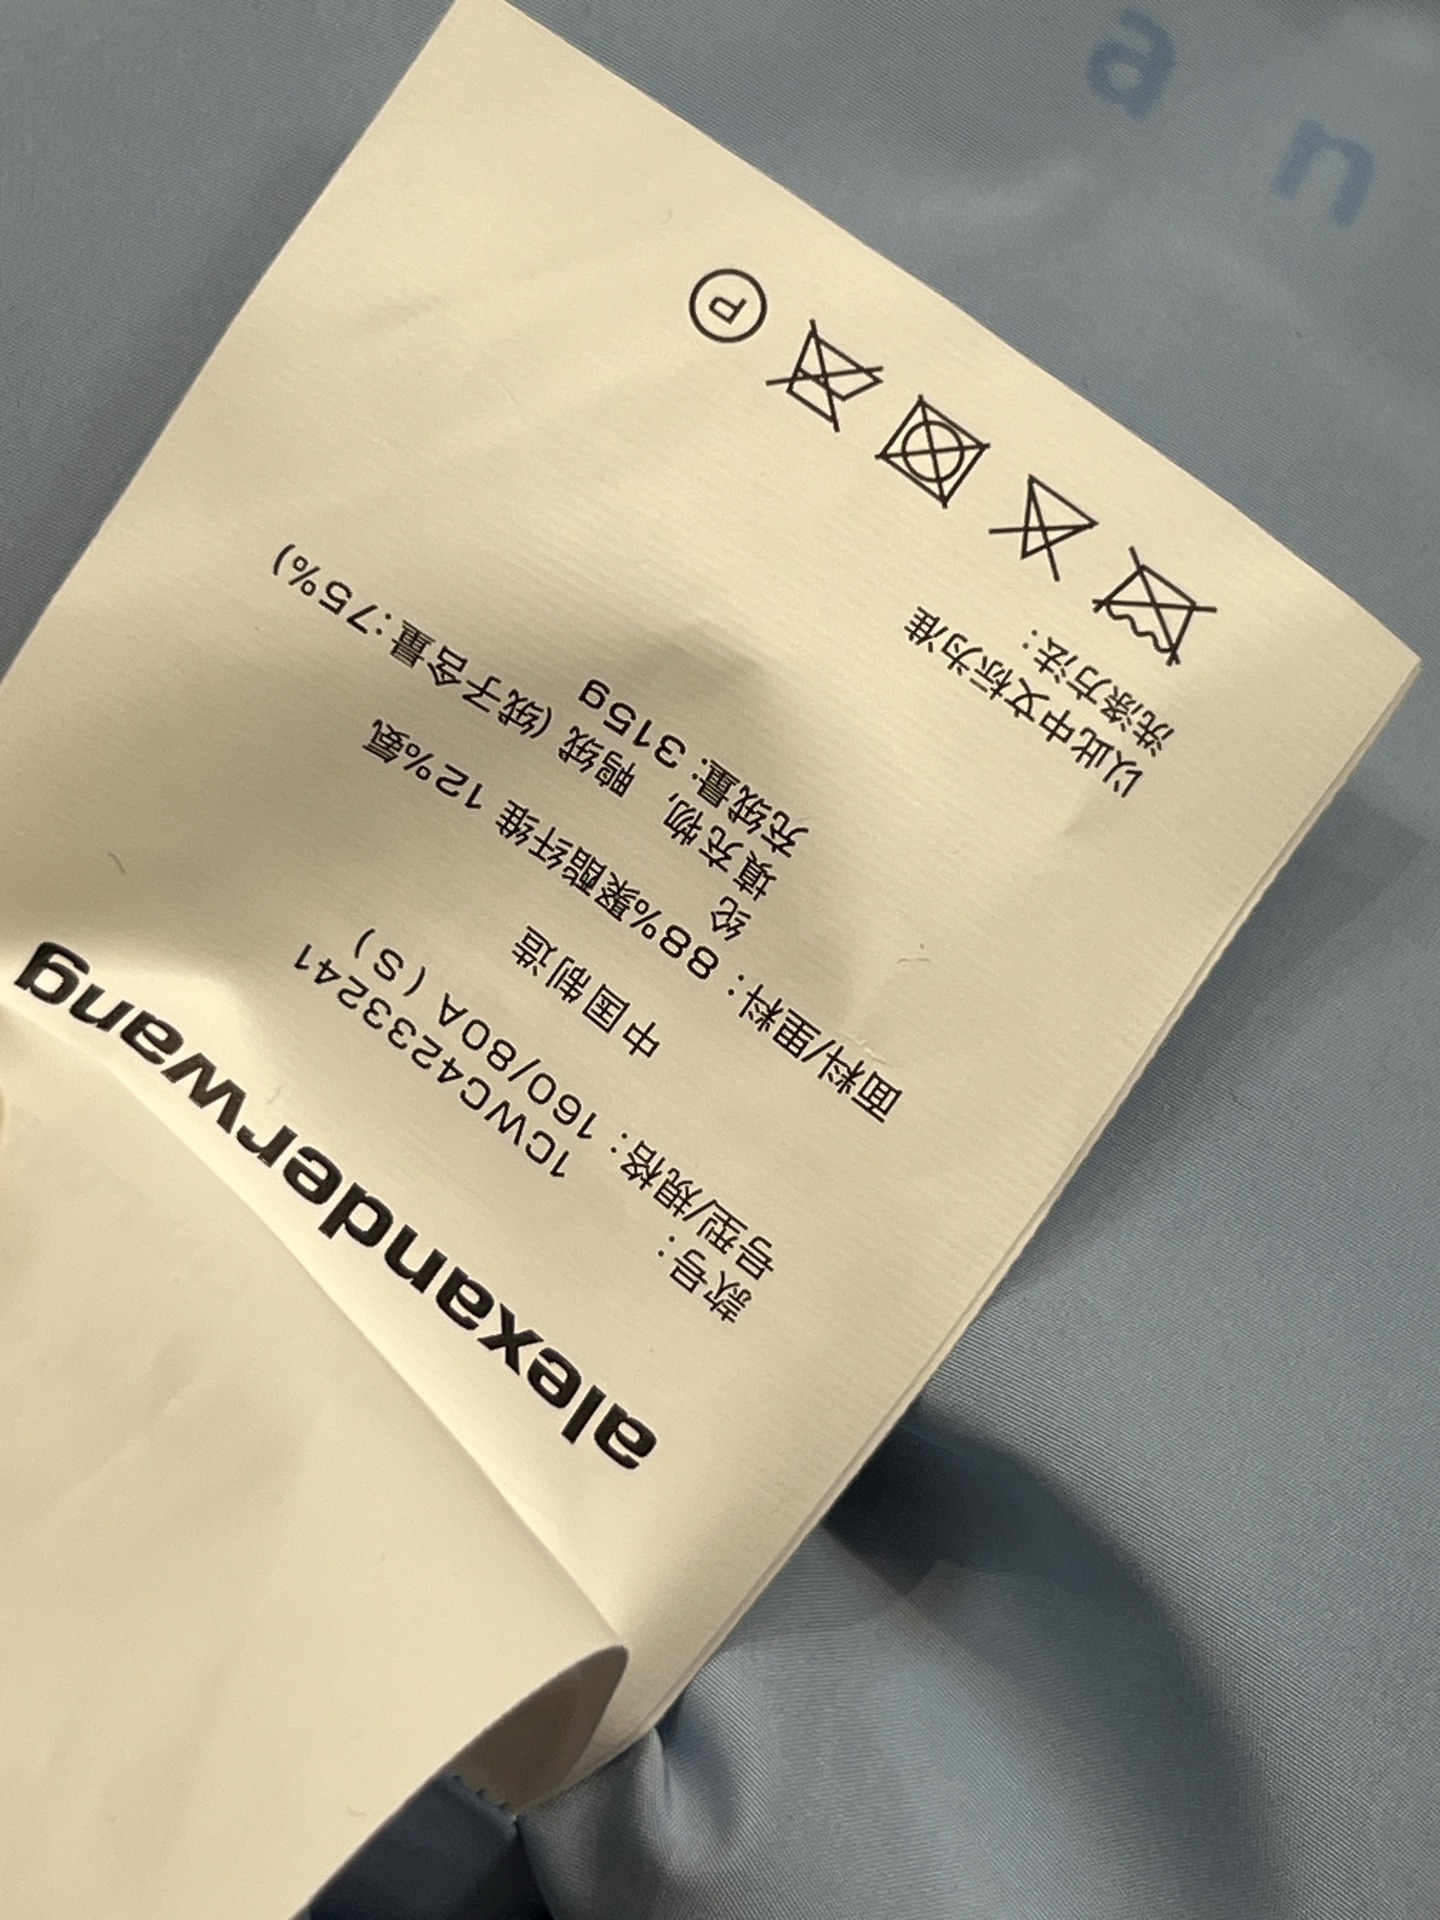 alexanderwang
款号： 1CWC4233241
号型/規格：160/80A（S）
中国制造
面料/里料：88%聚酯纤维 12%氨
纶
填充物, 鸭绒 (绒子含量:75%)
充绒量: 315g
以此中文标为准
洗涤方法：
P
a
n